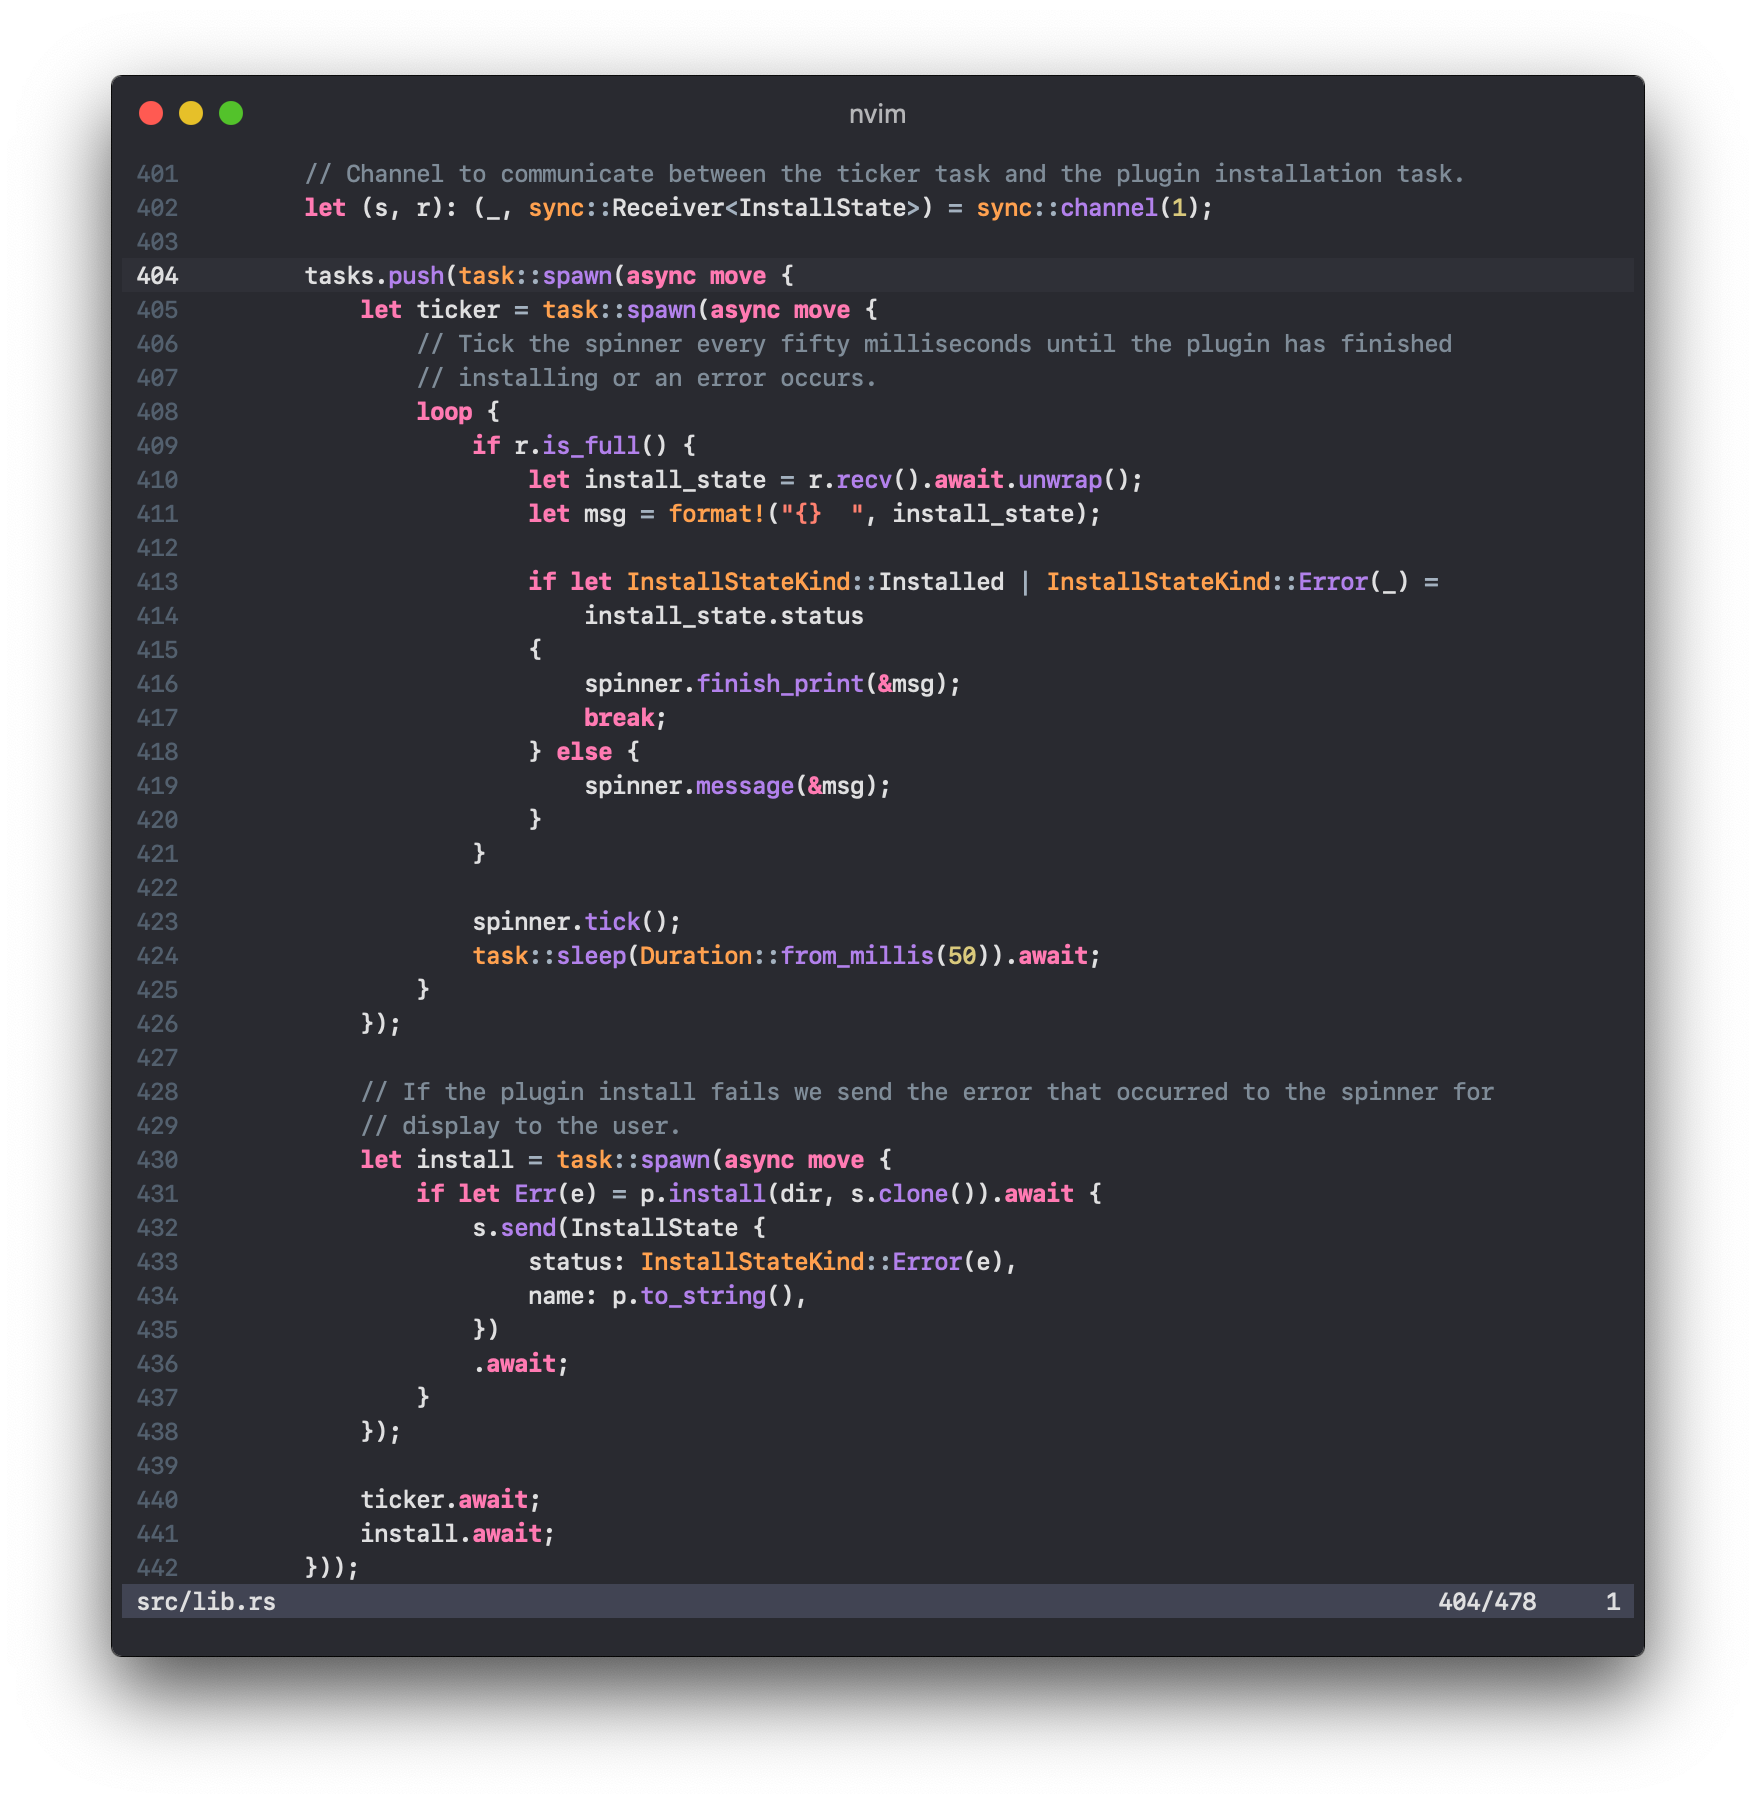 nvim
401         // Channel to communicate between the ticker task and the plugin installation task.
402         let (s, r): (_, sync::Receiver<InstallState>) = sync::channel(1);
403
404         tasks.push(task::spawn(async move {
405             let ticker = task::spawn(async move {
406                 // Tick the spinner every fifty milliseconds until the plugin has finished
407                 // installing or an error occurs.
408                 loop {
409                     if r.is_full() {
410                         let install_state = r.recv().await.unwrap();
411                         let msg = format!("{}  ", install_state);
412
413                         if let InstallStateKind::Installed | InstallStateKind::Error(_) =
414                             install_state.status
415                         {
416                             spinner.finish_print(&msg);
417                             break;
418                         } else {
419                             spinner.message(&msg);
420                         }
421                     }
422
423                     spinner.tick();
424                     task::sleep(Duration::from_millis(50)).await;
425                 }
426             });
427
428             // If the plugin install fails we send the error that occurred to the spinner for
429             // display to the user.
430             let install = task::spawn(async move {
431                 if let Err(e) = p.install(dir, s.clone()).await {
432                     s.send(InstallState {
433                         status: InstallStateKind::Error(e),
434                         name: p.to_string(),
435                     })
436                     .await;
437                 }
438             });
439
440             ticker.await;
441             install.await;
442         }));
src/lib.rs 404/478 1